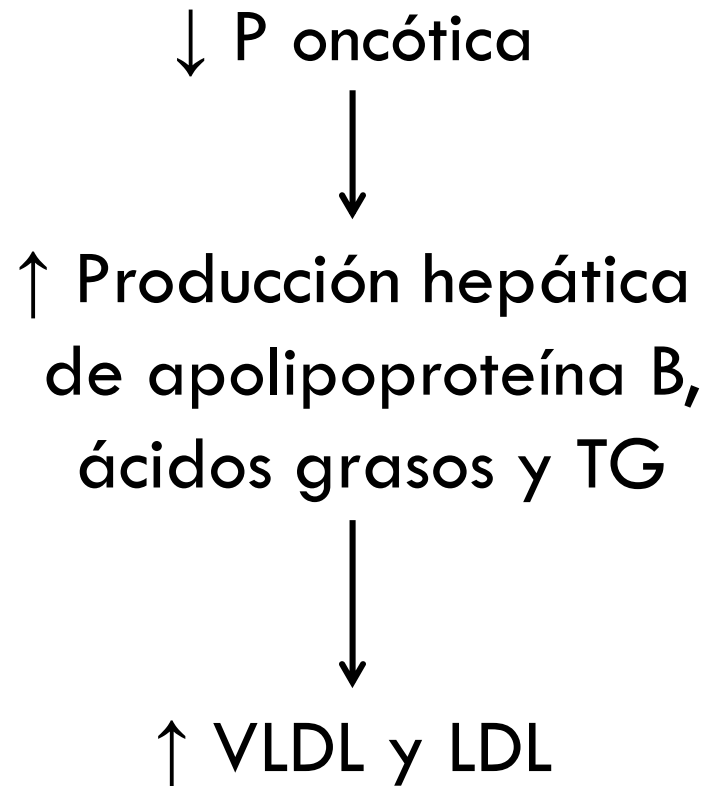 ↓ P oncótica
↑ Producción hepática
de apolipoproteína B,
ácidos grasos y TG
↑ VLDL y LDL